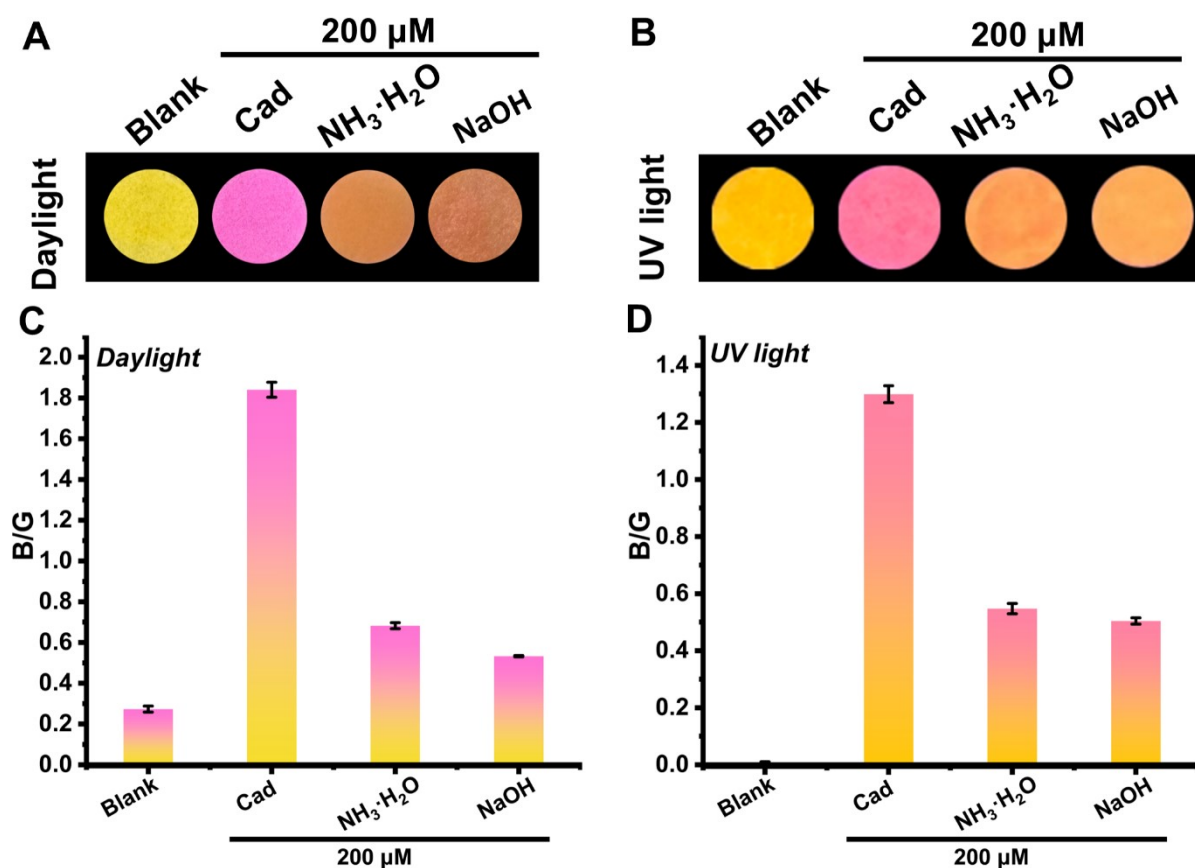 A
200 μM
Blank
Cad
NH₃·H₂O
NaOH
Daylight
B
200 μM
Blank
Cad
NH₃·H₂O
NaOH
UV light
C
Daylight
B/G
2.0
1.8
1.6
1.4
1.2
1.0
0.8
0.6
0.4
0.2
0.0
Blank
Cad
NH₃·H₂O
NaOH
200 μM
D
UV light
B/G
1.4
1.2
1.0
0.8
0.6
0.4
0.2
0.0
Blank
Cad
NH₃·H₂O
NaOH
200 μM